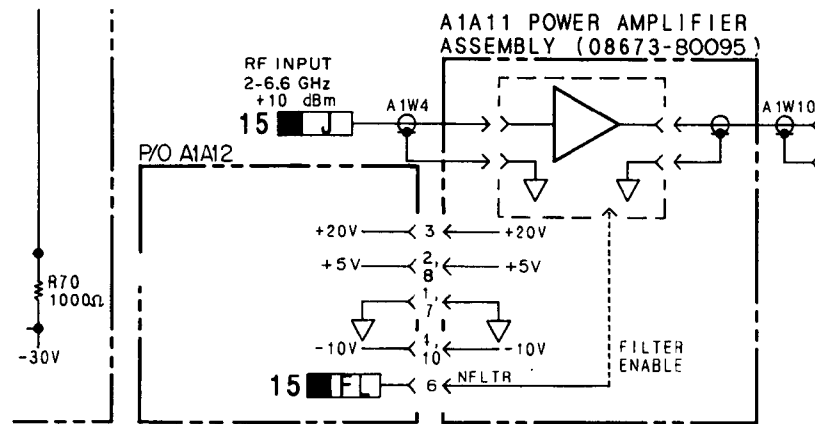 A1A11 POWER AMPLIFIER
ASSEMBLY (08673-80095)
RF INPUT
2-6.6 GHz
+10 dBm
15 J
A1W4
A1W10
P/O A1A12
+20V 3 +20V
+5V 2, 8 +5V
1, 7
-10V 4, 10 -10V
15 FL 6 NFLTR
FILTER
ENABLE
R70
1000Ω
-30V